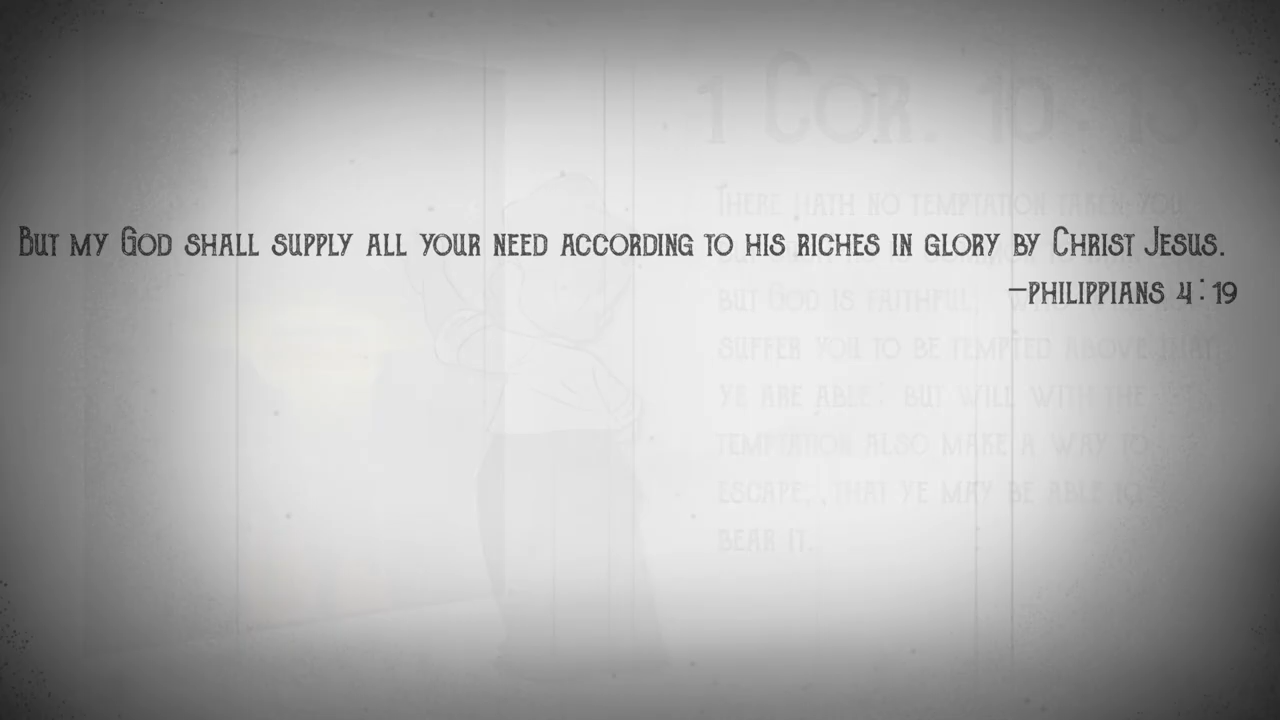 But my God shall supply all your need according to his riches in glory by Christ Jesus.
—Philippians 4:19
1 Cor. 10:13
There hath no temptation taken you
but God is faithful,
suffer you to be tempted above that
ye are able; but will with the
temptation also make a way to
escape, that ye may be able to
bear it.